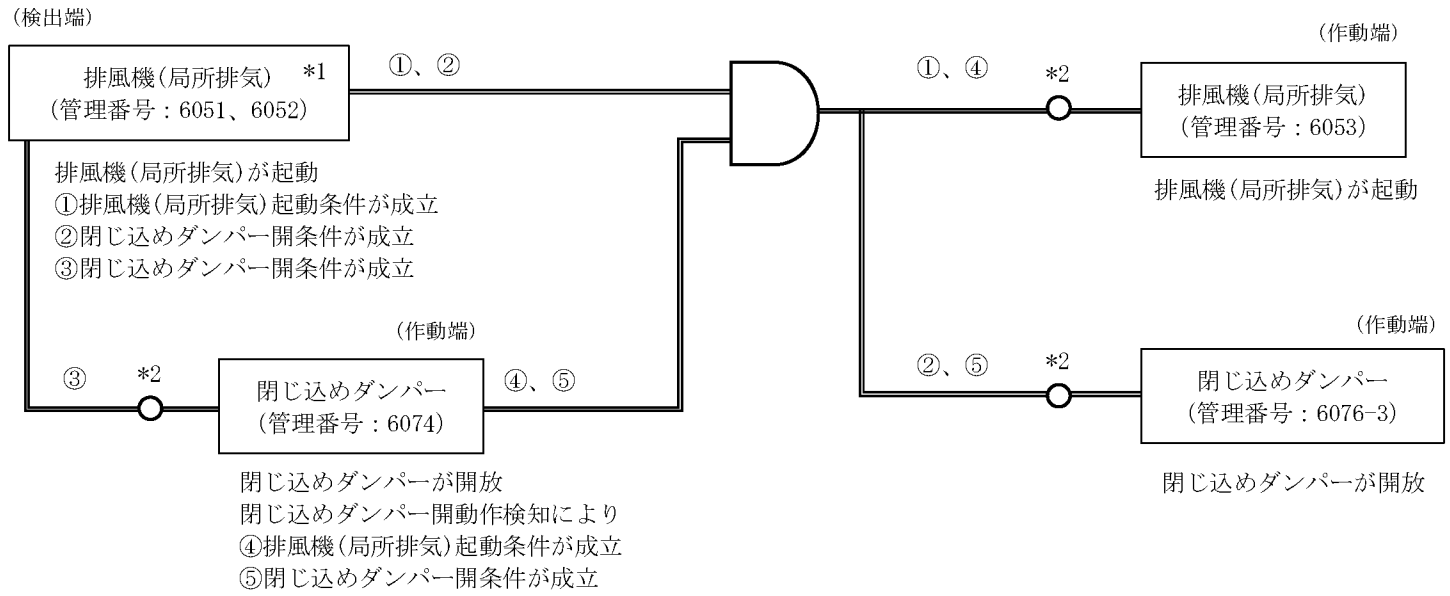 (検出端)
排風機(局所排気) *1
(管理番号：6051、6052)
排風機(局所排気)が起動
①排風機(局所排気)起動条件が成立
②閉じ込めダンパー開条件が成立
③閉じ込めダンパー開条件が成立
①、②
③
*2
(作動端)
閉じ込めダンパー
(管理番号：6074)
④、⑤
閉じ込めダンパーが開放
閉じ込めダンパー開動作検知により
④排風機(局所排気)起動条件が成立
⑤閉じ込めダンパー開条件が成立
①、④
*2
(作動端)
排風機(局所排気)
(管理番号：6053)
排風機(局所排気)が起動
②、⑤
*2
(作動端)
閉じ込めダンパー
(管理番号：6076-3)
閉じ込めダンパーが開放